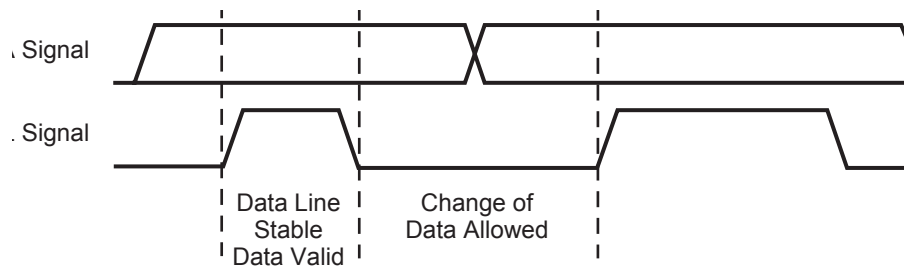 Signal
Signal
Data Line
Stable
Data Valid
Change of
Data Allowed